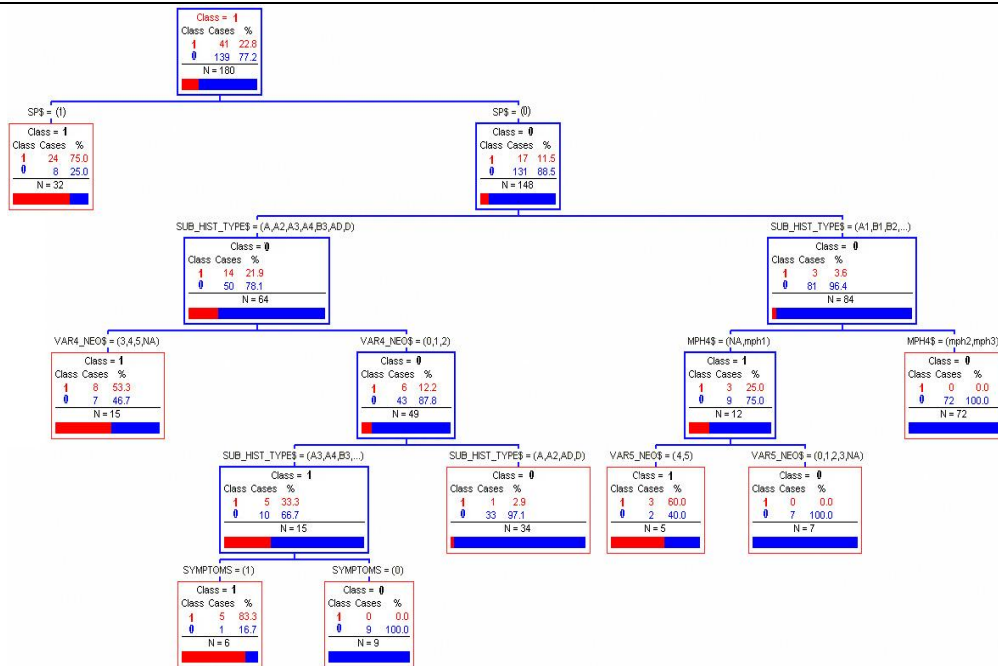 Class = 1
Class Cases %
1 41 22.8
0 139 77.2
N = 180
SP$ = (1)
Class = 1
Class Cases %
1 24 75.0
0 8 25.0
N = 32
SP$ = (0)
Class = 0
Class Cases %
1 17 11.5
0 131 88.5
N = 148
SUB_HIST_TYPE$ = (A,A2,A3,A4,B3,AD,D)
Class = 0
Class Cases %
1 14 21.9
0 50 78.1
N = 64
SUB_HIST_TYPE$ = (A1,B1,B2,...)
Class = 0
Class Cases %
1 3 3.6
0 81 96.4
N = 84
VAR4_NEO$ = (3,4,5,NA)
Class = 1
Class Cases %
1 8 53.3
0 7 46.7
N = 15
VAR4_NEO$ = (0,1,2)
Class = 0
Class Cases %
1 6 12.2
0 43 87.8
N = 49
MPH4$ = (NA,mph1)
Class = 1
Class Cases %
1 3 25.0
0 9 75.0
N = 12
MPH4$ = (mph2,mph3)
Class = 0
Class Cases %
1 0 0.0
0 72 100.0
N = 72
SUB_HIST_TYPE$ = (A3,A4,B3,...)
Class = 1
Class Cases %
1 5 33.3
0 10 66.7
N = 15
SUB_HIST_TYPE$ = (A,A2,AD,D)
Class = 0
Class Cases %
1 1 2.9
0 33 97.1
N = 34
VAR5_NEO$ = (4,5)
Class = 1
Class Cases %
1 3 60.0
0 2 40.0
N = 5
VAR5_NEO$ = (0,1,2,3,NA)
Class = 0
Class Cases %
1 0 0.0
0 7 100.0
N = 7
SYMPTOMS = (1)
Class = 1
Class Cases %
1 5 83.3
0 1 16.7
N = 6
SYMPTOMS = (0)
Class = 0
Class Cases %
1 0 0.0
0 9 100.0
N = 9